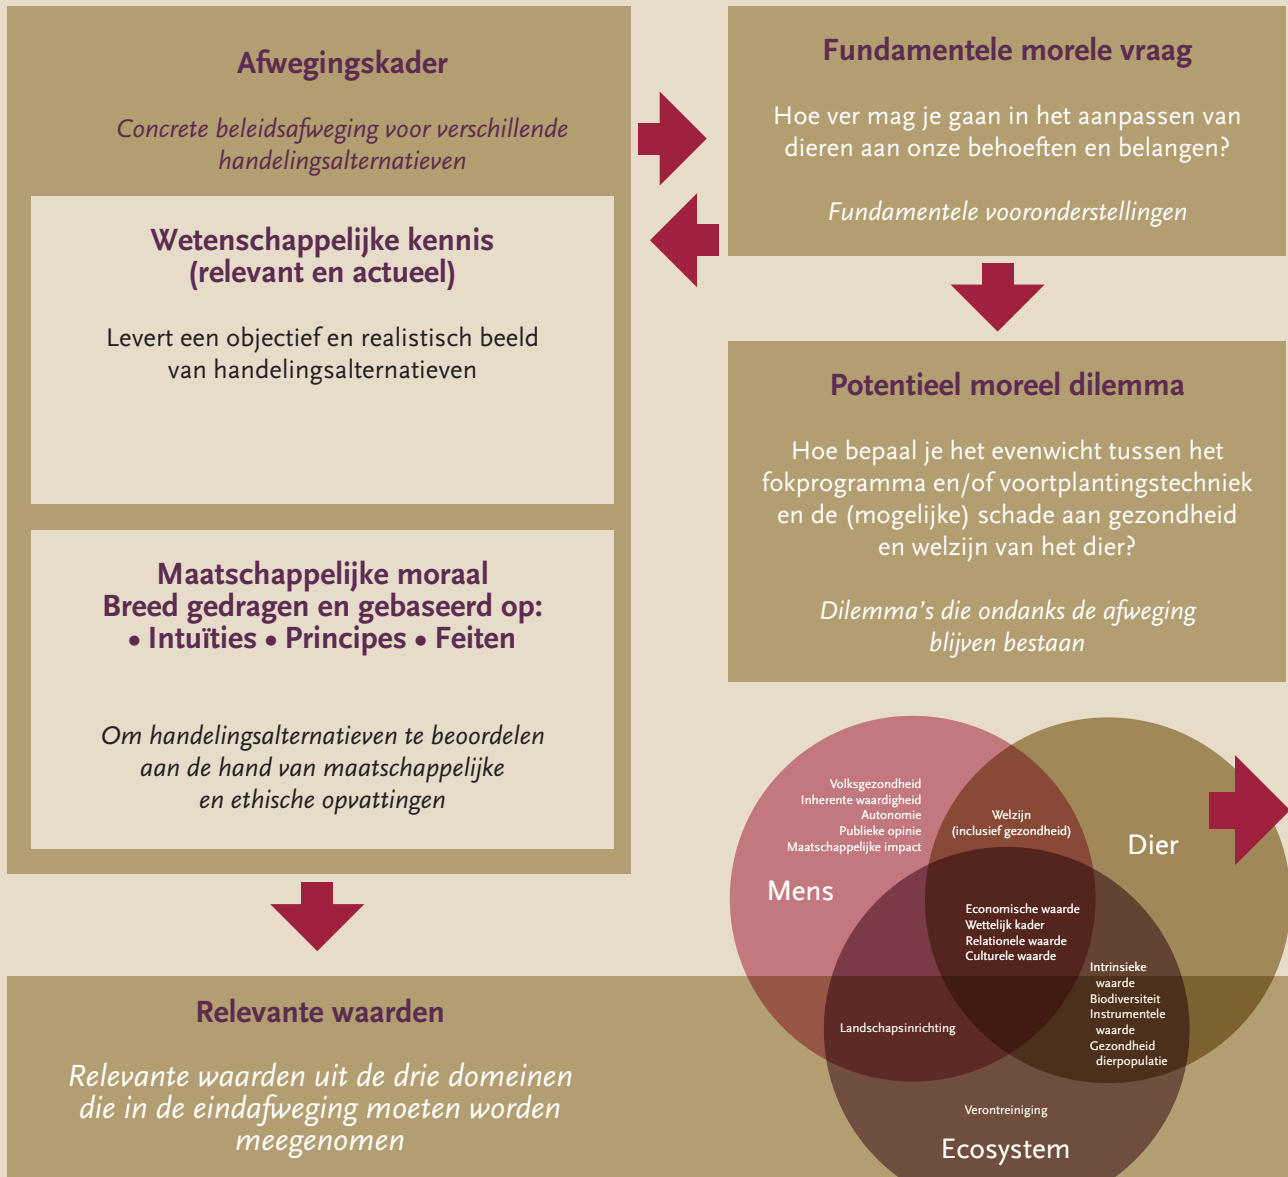 Afwegingskader
Concrete beleidsafweging voor verschillende
handelingsalternatieven
Wetenschappelijke kennis
(relevant en actueel)
Levert een objectief en realistisch beeld
van handelingsalternatieven
Maatschappelijke moraal
Breed gedragen en gebaseerd op:
• Intuïties • Principes • Feiten
Om handelingsalternatieven te beoordelen
aan de hand van maatschappelijke
en ethische opvattingen
Fundamentele morele vraag
Hoe ver mag je gaan in het aanpassen van
dieren aan onze behoeften en belangen?
Fundamentele vooronderstellingen
Potentieel moreel dilemma
Hoe bepaal je het evenwicht tussen het
fokprogramma en/of voortplantingstechniek
en de (mogelijke) schade aan gezondheid
en welzijn van het dier?
Dilemma's die ondanks de afweging
blijven bestaan
Relevante waarden
Relevante waarden uit de drie domeinen
die in de eindafweging moeten worden
meegenomen
Volksgezondheid
Inherente waardigheid
Autonomie
Publieke opinie
Maatschappelijke impact
Mens
Welzijn
(inclusief gezondheid)
Dier
Economische waarde
Wettelijk kader
Relationele waarde
Culturele waarde
Intrinsieke
waarde
Biodiversiteit
Instrumentele
waarde
Gezondheid
dierpopulatie
Landschapsinrichting
Verontreiniging
Ecosystem